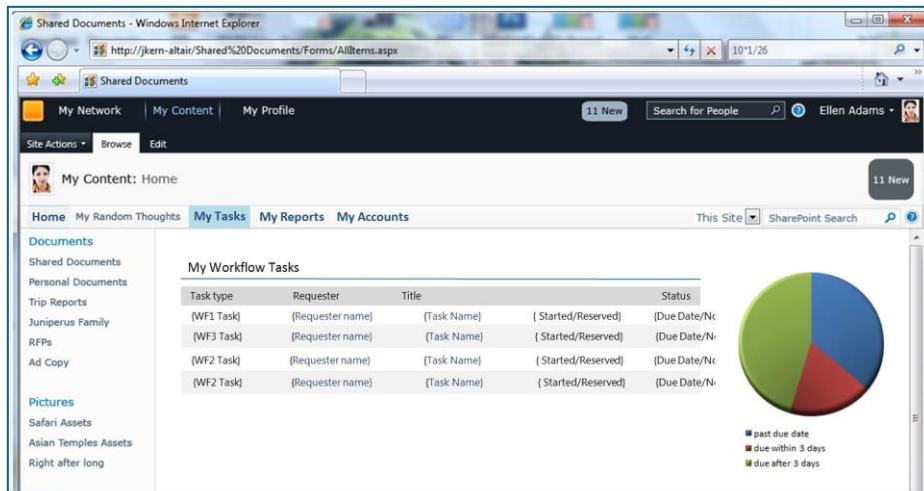 Shared Documents - Windows Internet Explorer
http://jkern-altair/Shared%20Documents/Forms/AllItems.aspx
10*1/26
Shared Documents
My Network My Content My Profile 11 New Search for People Ellen Adams
Site Actions Browse Edit
My Content: Home 11 New
Home My Random Thoughts My Tasks My Reports My Accounts This Site SharePoint Search
Documents
Shared Documents
Personal Documents
Trip Reports
Juniperus Family
RFPs
Ad Copy
Pictures
Safari Assets
Asian Temples Assets
Right after long
My Workflow Tasks
Task type Requester Title Status
{WF1 Task} {Requester name} {Task Name} { Started/Reserved} {Due Date/No
{WF3 Task} {Requester name} {Task Name} { Started/Reserved} {Due Date/No
{WF2 Task} {Requester name} {Task Name} { Started/Reserved} {Due Date/No
{WF2 Task} {Requester name} {Task Name} { Started/Reserved} {Due Date/No
past due date
due within 3 days
due after 3 days